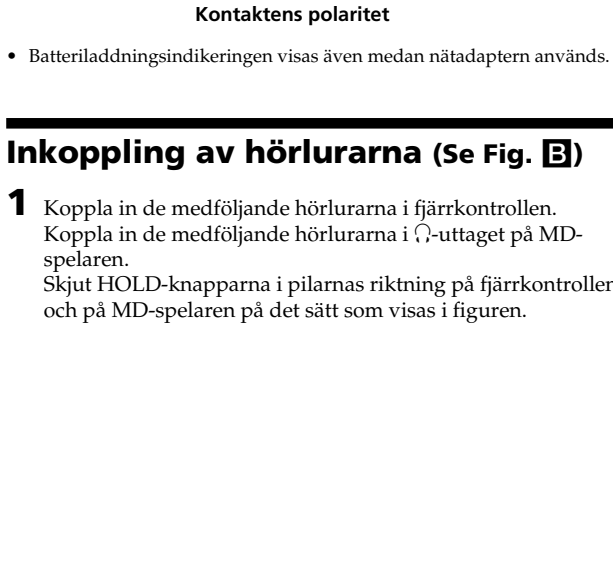 Kontaktens polaritet
• Batteriladdningsindikeringen visas även medan nätadaptern används.
Inkoppling av hörlurarna (Se Fig. B)
1 Koppla in de medföljande hörlurarna i fjärrkontrollen.
Koppla in de medföljande hörlurarna i 🎧-uttaget på MD-
spelaren.
Skjut HOLD-knapparna i pilarnas riktning på fjärrkontrollen
och på MD-spelaren på det sätt som visas i figuren.